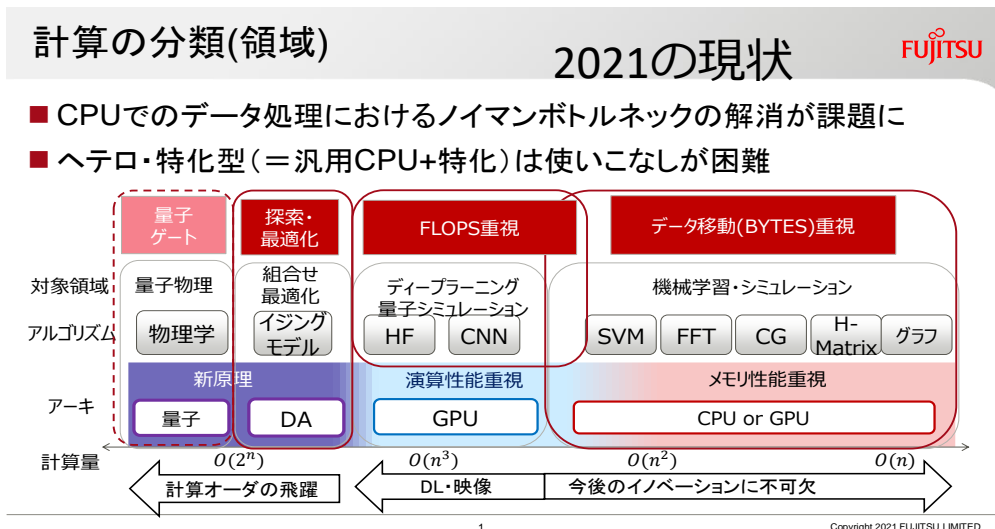 計算の分類(領域)
2021の現状
FUJITSU
■ CPUでのデータ処理におけるノイマンボトルネックの解消が課題に
■ ヘテロ・特化型(=汎用CPU+特化)は使いこなしが困難
量子
ゲート
探索・
最適化
FLOPS重視
データ移動(BYTES)重視
対象領域
量子物理
組合せ
最適化
ディープラーニング
量子シミュレーション
機械学習・シミュレーション
アルゴリズム
物理学
イジング
モデル
HF
CNN
SVM
FFT
CG
H-
Matrix
グラフ
新原理
演算性能重視
メモリ性能重視
アーキ
量子
DA
GPU
CPU or GPU
計算量
O(2ⁿ)
O(n³)
O(n²)
O(n)
計算オーダの飛躍
DL・映像
今後のイノベーションに不可欠
1
Copyright 2021 FUJITSU LIMITED